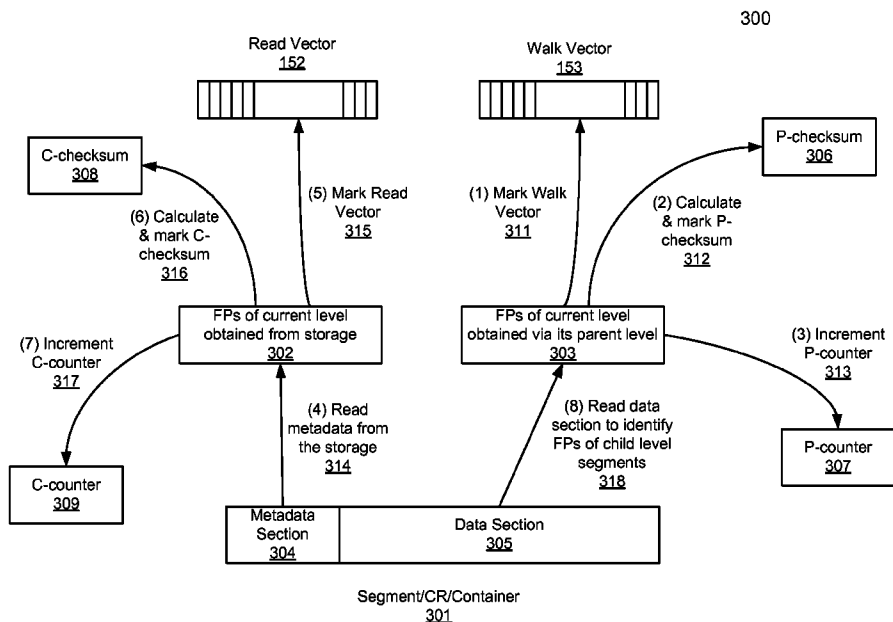 300
Read Vector
152
Walk Vector
153
C-checksum
308
P-checksum
306
(5) Mark Read
Vector
315
(1) Mark Walk
Vector
311
(6) Calculate
& mark C-
checksum
316
(2) Calculate
& mark P-
checksum
312
FPs of current level
obtained from storage
302
FPs of current level
obtained via its parent level
303
(7) Increment
C-counter
317
(3) Increment
P-counter
313
(4) Read
metadata from
the storage
314
(8) Read data
section to identify
FPs of child level
segments
318
C-counter
309
P-counter
307
Metadata
Section
304
Data Section
305
Segment/CR/Container
301